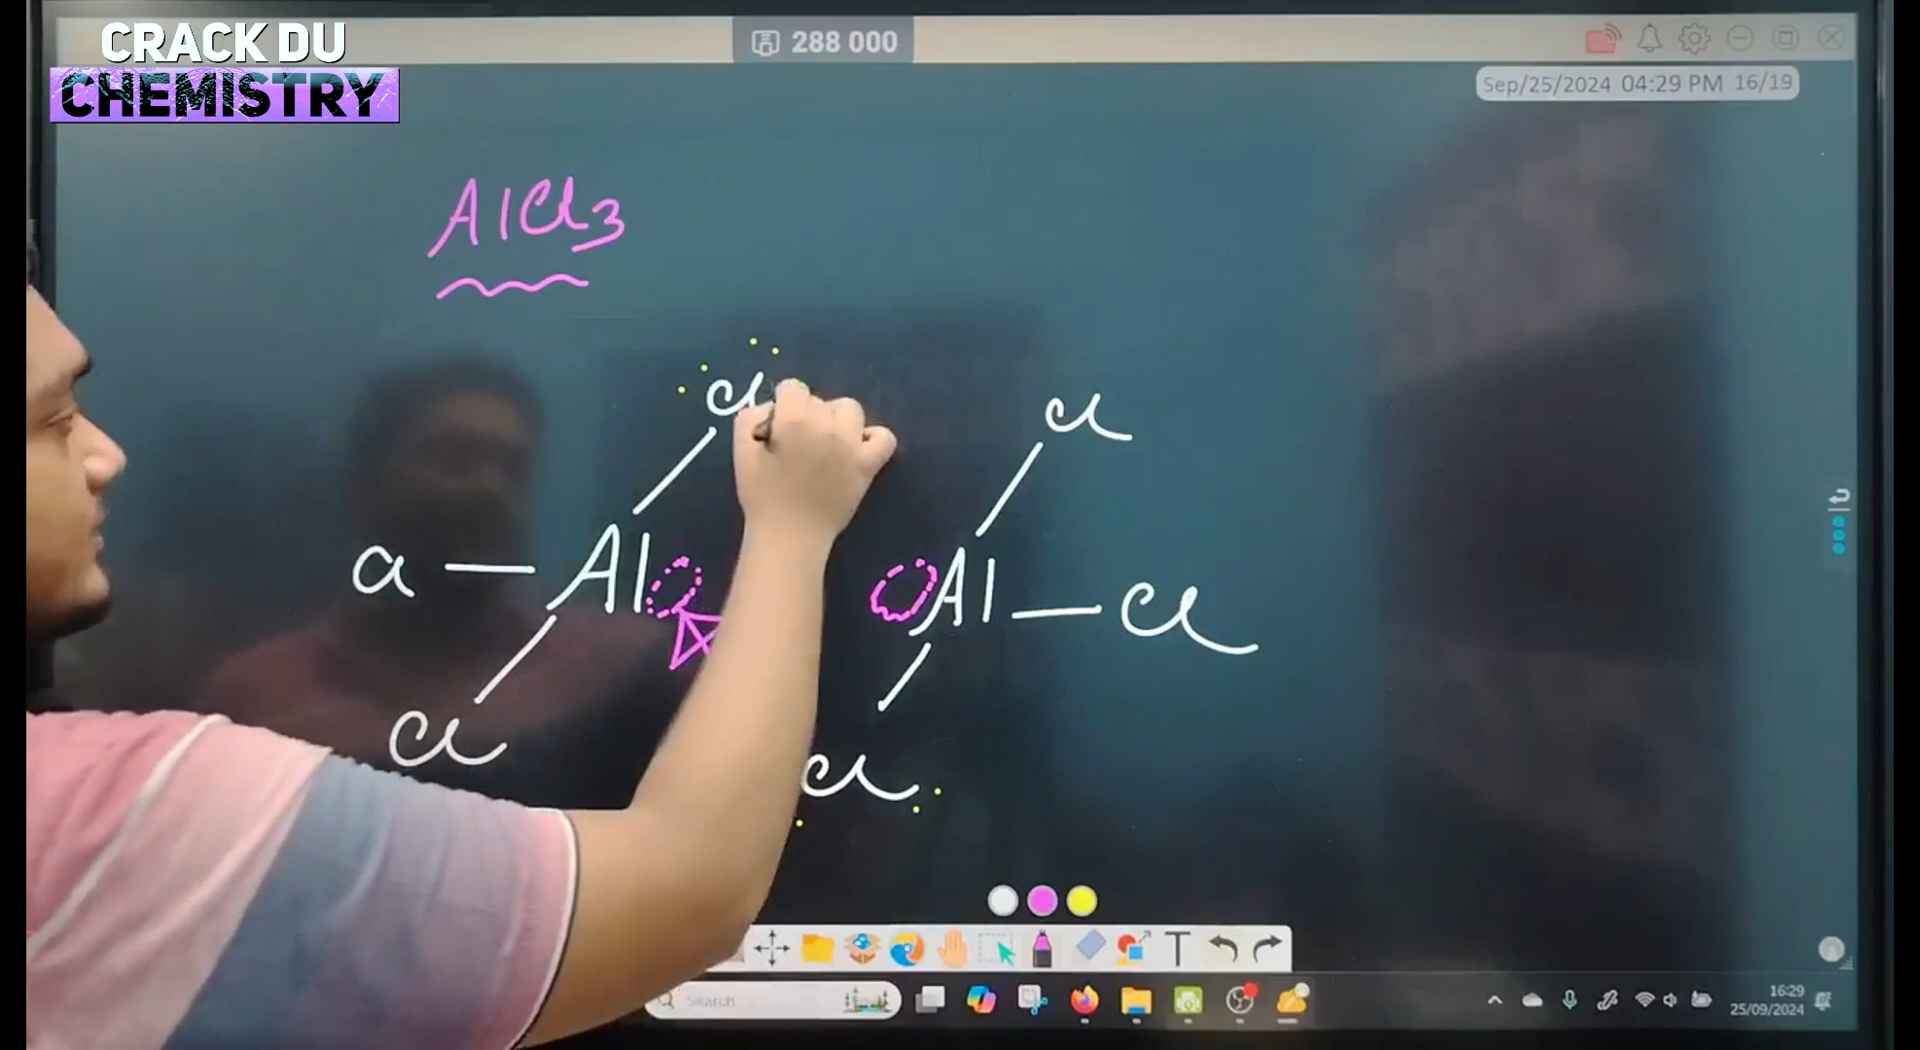 CRACK DU
CHEMISTRY
288 000
Sep/25/2024 04:29 PM 16/19
AlCl3
Cl
Cl
Al
Al
Cl
Cl
Cl
Cl
T
Search
16:29
25/09/2024